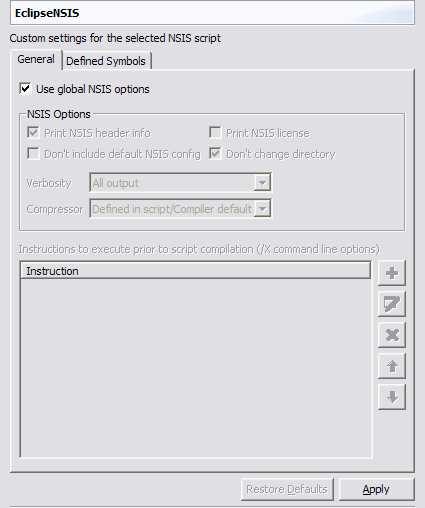 EclipseNSIS
Custom settings for the selected NSIS script
General Defined Symbols
Use global NSIS options
NSIS Options
Print NSIS header info Print NSIS license
Don't include default NSIS config Don't change directory
Verbosity All output
Compressor Defined in script/Compiler default
Instructions to execute prior to script compilation (/X command line options)
Instruction
Restore Defaults Apply